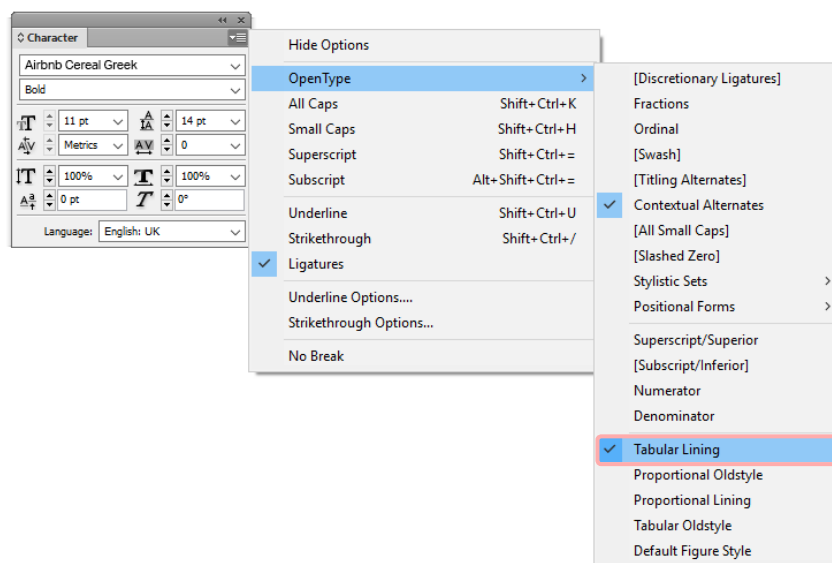 Character
Airbnb Cereal Greek
Bold
11 pt
14 pt
Metrics
0
100%
100%
0 pt
0°
Language: English: UK
Hide Options
OpenType
All Caps Shift+Ctrl+K
Small Caps Shift+Ctrl+H
Superscript Shift+Ctrl+=
Subscript Alt+Shift+Ctrl+=
Underline Shift+Ctrl+U
Strikethrough Shift+Ctrl+/
Ligatures
Underline Options....
Strikethrough Options...
No Break
[Discretionary Ligatures]
Fractions
Ordinal
[Swash]
[Titling Alternates]
Contextual Alternates
[All Small Caps]
[Slashed Zero]
Stylistic Sets
Positional Forms
Superscript/Superior
[Subscript/Inferior]
Numerator
Denominator
Tabular Lining
Proportional Oldstyle
Proportional Lining
Tabular Oldstyle
Default Figure Style